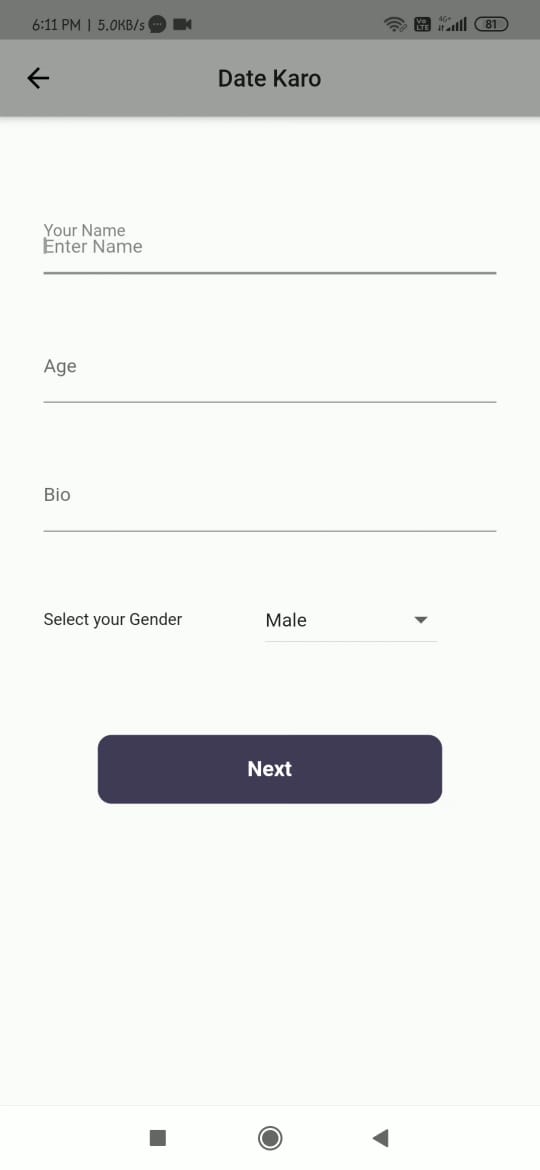 6:11 PM | 5.0KB/s
Vo
LTE
4G+
81
Date Karo
Your Name
Enter Name
Age
Bio
Select your Gender
Male
Next